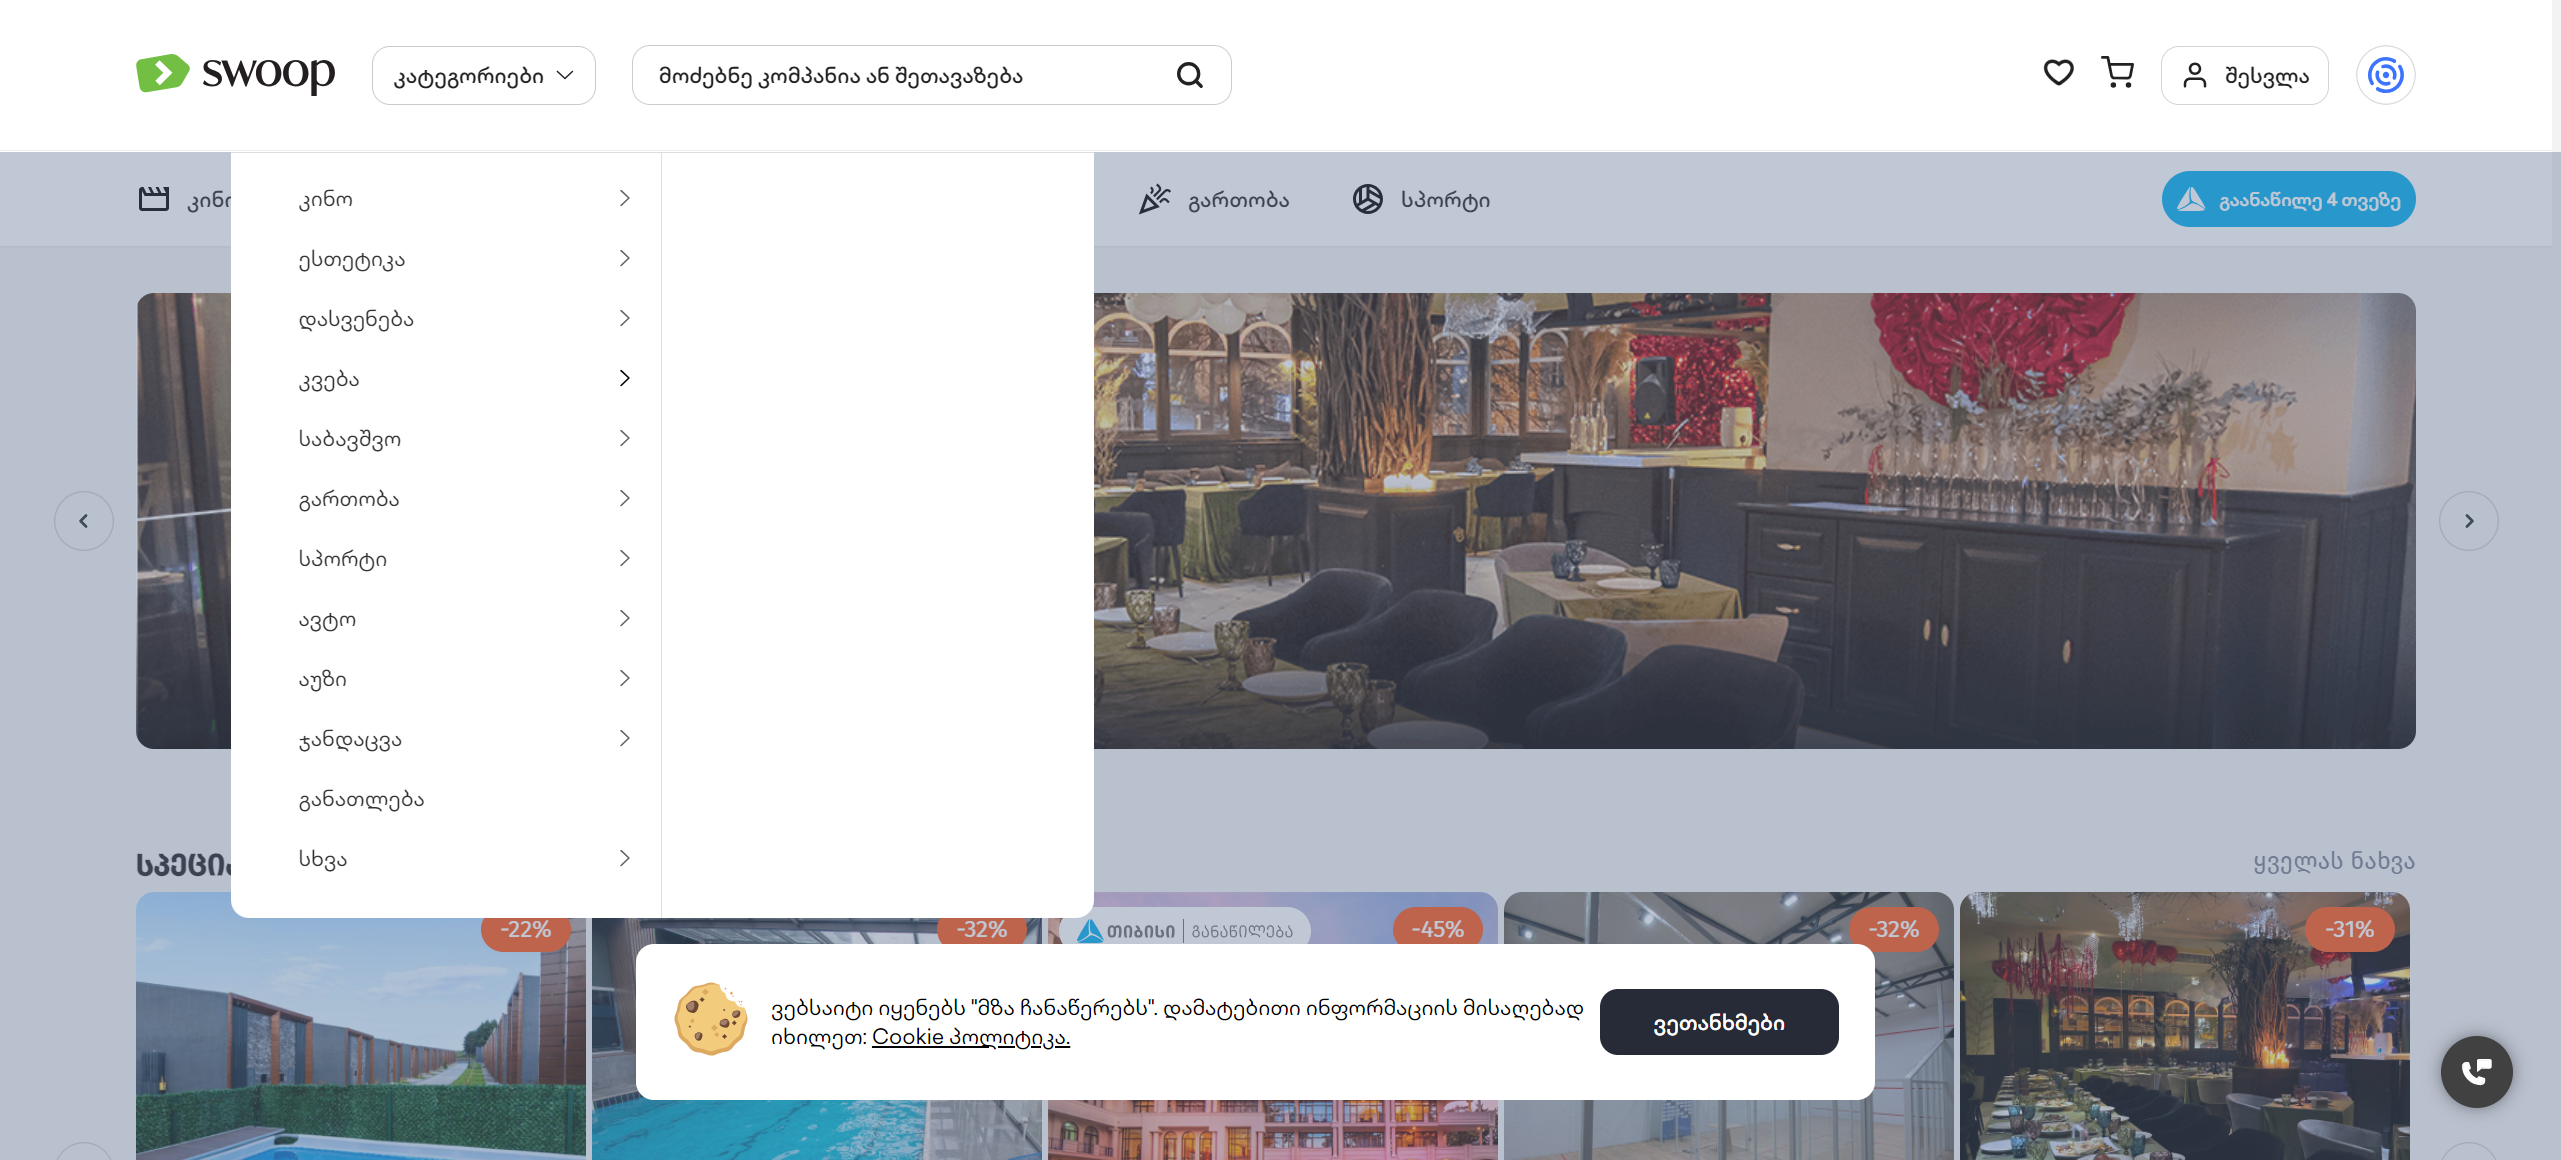 swoop
კატეგორიები
მოძებნე კომპანია ან შეთავაზება
შესვლა
გართობა
სპორტი
გაანაწილე 4 თვეზე
კინო
ესთეტიკა
დასვენება
კვება
საბავშვო
გართობა
სპორტი
ავტო
აუზი
ჯანდაცვა
განათლება
სხვა
ყველას ნახვა
-22%
-32%
თიბისი | განაწილება
-45%
-32%
-31%
ვებსაიტი იყენებს "მზა ჩანაწერებს". დამატებითი ინფორმაციის მისაღებად
იხილეთ: Cookie პოლიტიკა.
ვეთანხმები